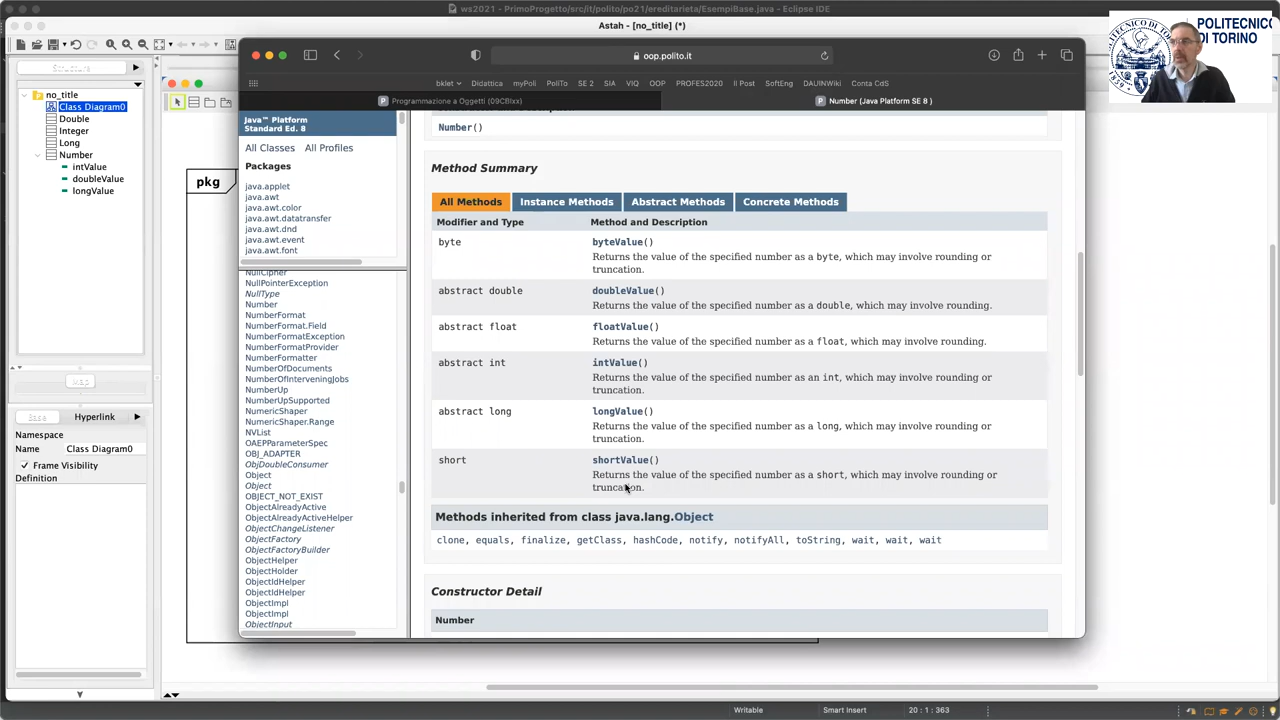 ws2021 - PrimoProgetto/src/it/polito/po21/ereditarieta/EsempiBase.java - Eclipse IDE
Astah - [no_title] (*)
POLITECNICO
DI TORINO
oop.polito.it
bklet
Didattica
myPoli
PoliTo
SE 2
SIA
VIQ
OOP
PROFES2020
Il Post
SoftEng
DAUINWiki
Conta CdS
Programmazione a Oggetti (09CBIxx)
Number (Java Platform SE 8 )
Structure
no_title
Class Diagram0
Double
Integer
Long
Number
intValue
doubleValue
longValue
Map
Base
Hyperlink
Namespace
Name Class Diagram0
Frame Visibility
Definition
pkg
Java™ Platform
Standard Ed. 8
All Classes All Profiles
Packages
java.applet
java.awt
java.awt.color
java.awt.datatransfer
java.awt.dnd
java.awt.event
java.awt.font
NullCipher
NullPointerException
NullType
Number
NumberFormat
NumberFormat.Field
NumberFormatException
NumberFormatProvider
NumberFormatter
NumberOfDocuments
NumberOfInterveningJobs
NumberUp
NumberUpSupported
NumericShaper
NumericShaper.Range
NVList
OAEPParameterSpec
OBJ_ADAPTER
ObjDoubleConsumer
Object
Object
OBJECT_NOT_EXIST
ObjectAlreadyActive
ObjectAlreadyActiveHelper
ObjectChangeListener
ObjectFactory
ObjectFactoryBuilder
ObjectHelper
ObjectHolder
ObjectIdHelper
ObjectIdHelper
ObjectImpl
ObjectImpl
ObjectInput
Number()
Method Summary
All Methods Instance Methods Abstract Methods Concrete Methods
Modifier and Type Method and Description
byte byteValue()
Returns the value of the specified number as a byte, which may involve rounding or
truncation.
abstract double doubleValue()
Returns the value of the specified number as a double, which may involve rounding.
abstract float floatValue()
Returns the value of the specified number as a float, which may involve rounding.
abstract int intValue()
Returns the value of the specified number as an int, which may involve rounding or
truncation.
abstract long longValue()
Returns the value of the specified number as a long, which may involve rounding or
truncation.
short shortValue()
Returns the value of the specified number as a short, which may involve rounding or
truncation.
Methods inherited from class java.lang.Object
clone, equals, finalize, getClass, hashCode, notify, notifyAll, toString, wait, wait, wait
Constructor Detail
Number
Writable
Smart Insert
20 : 1 : 363